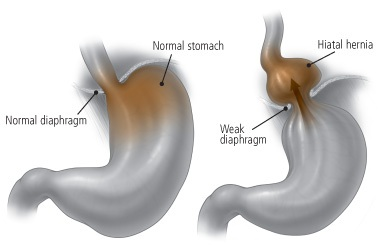 Normal stomach
Normal diaphragm
Hiatal hernia
Weak
diaphragm